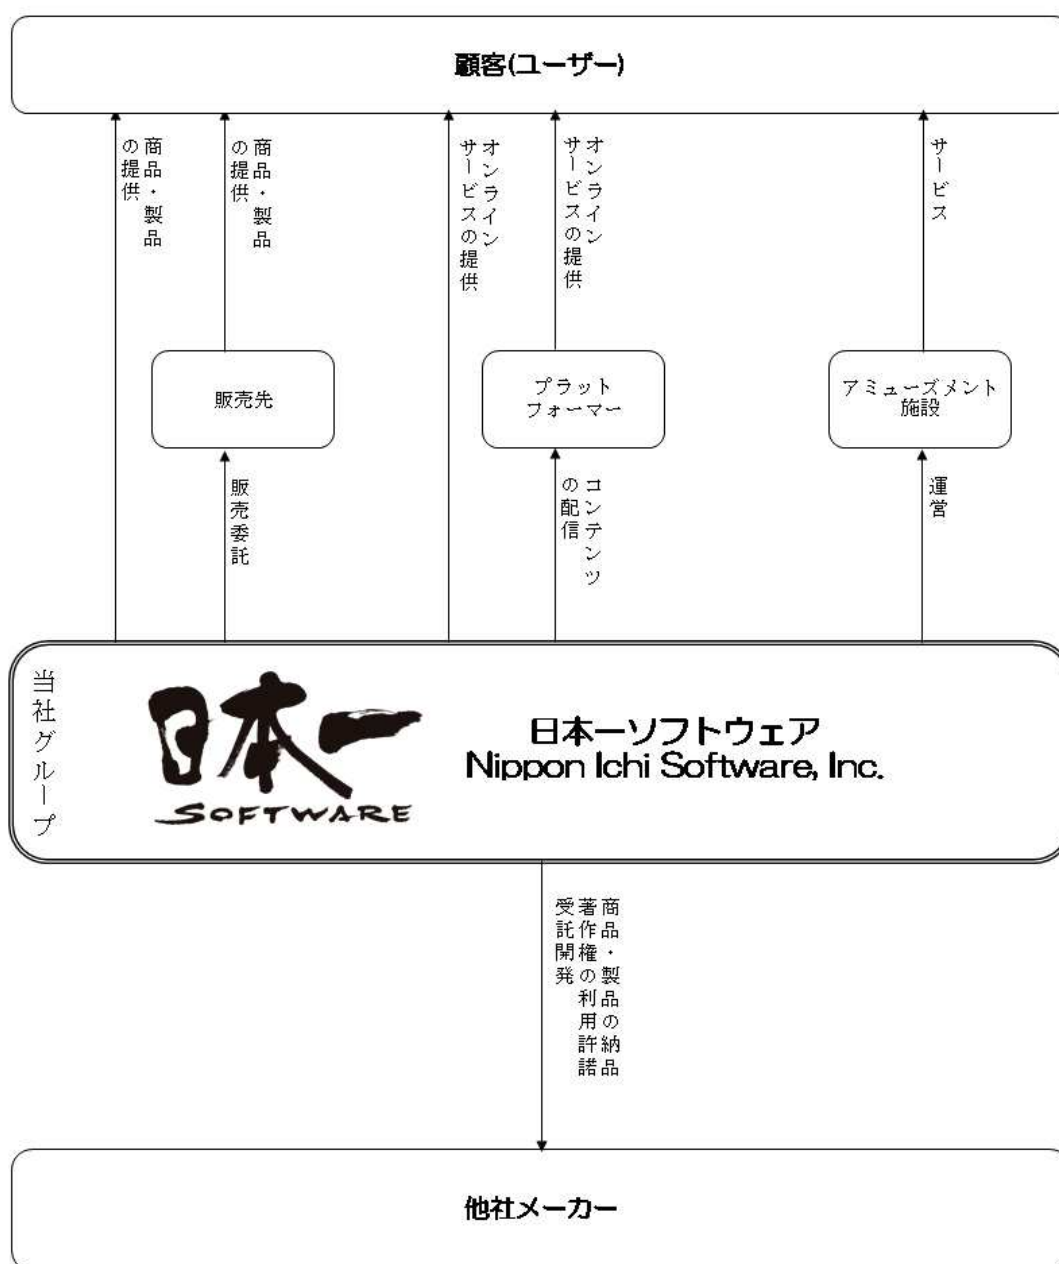 顧客(ユーザー)
商品・製品
の提供
商品・製品
の提供
オンライン
サービスの提供
オンライン
サービスの提供
サービス
販売先
プラット
フォーマー
アミューズメント
施設
販売委託
コンテンツ
の配信
運営
当社グループ
日本一
SOFTWARE
日本一ソフトウェア
Nippon Ichi Software, Inc.
商品・製品の納品
著作権の利用許諾
受託開発
他社メーカー